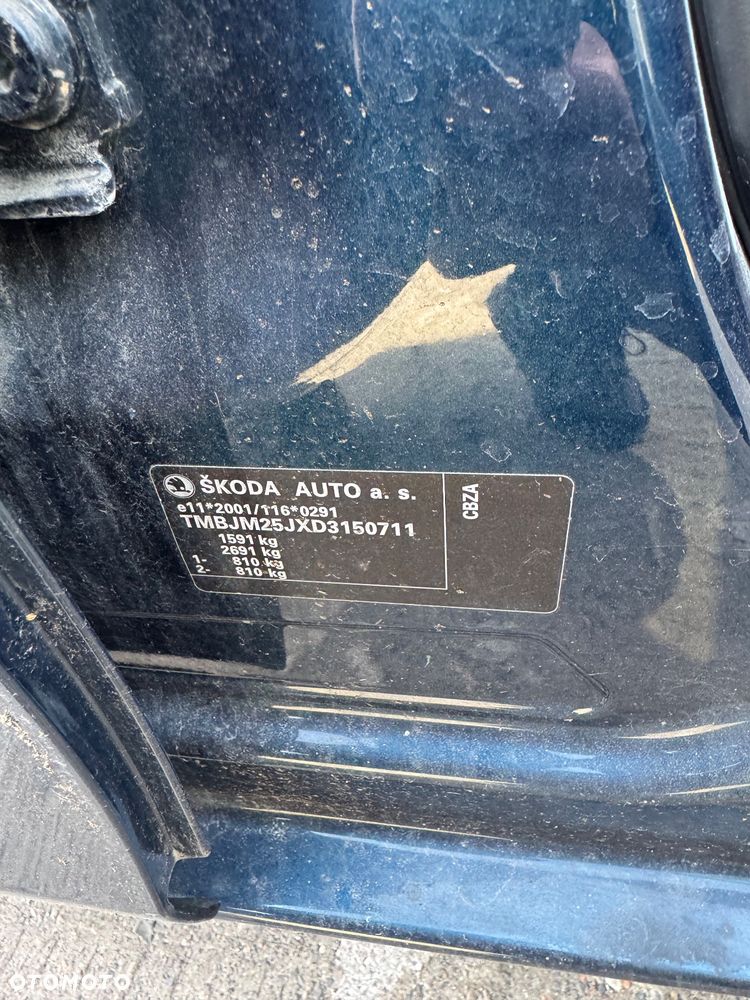 ŠKODA AUTO a. s.
e11*2001/116*0291
TMBJM25JXD3150711
1591 kg
2691 kg
1- 810 kg
2- 810 kg
CBZA
OTOMOTO